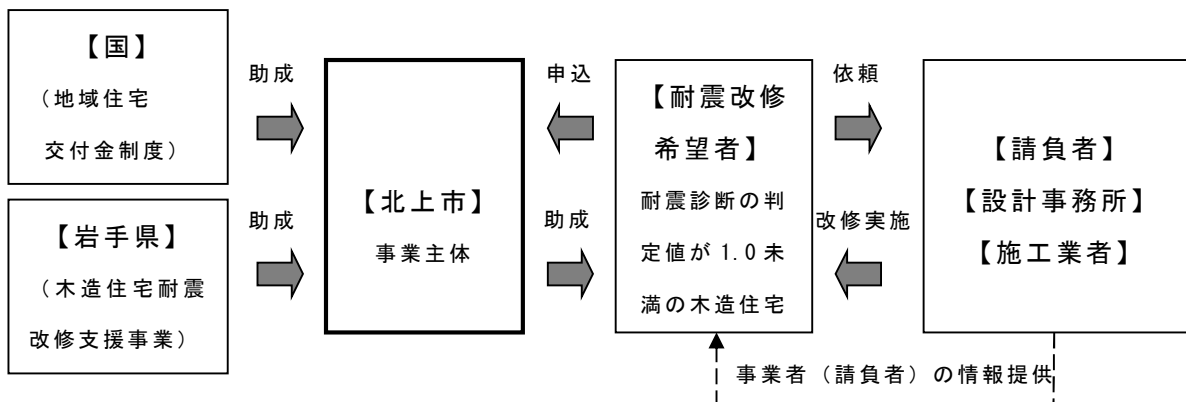 【国】
（地域住宅
交付金制度）
助成
【岩手県】
（木造住宅耐震
改修支援事業）
助成
【北上市】
事業主体
申込
助成
【耐震改修
希望者】
耐震診断の判
定値が1.0未
満の木造住宅
依頼
改修実施
【請負者】
【設計事務所】
【施工業者】
事業者（請負者）の情報提供